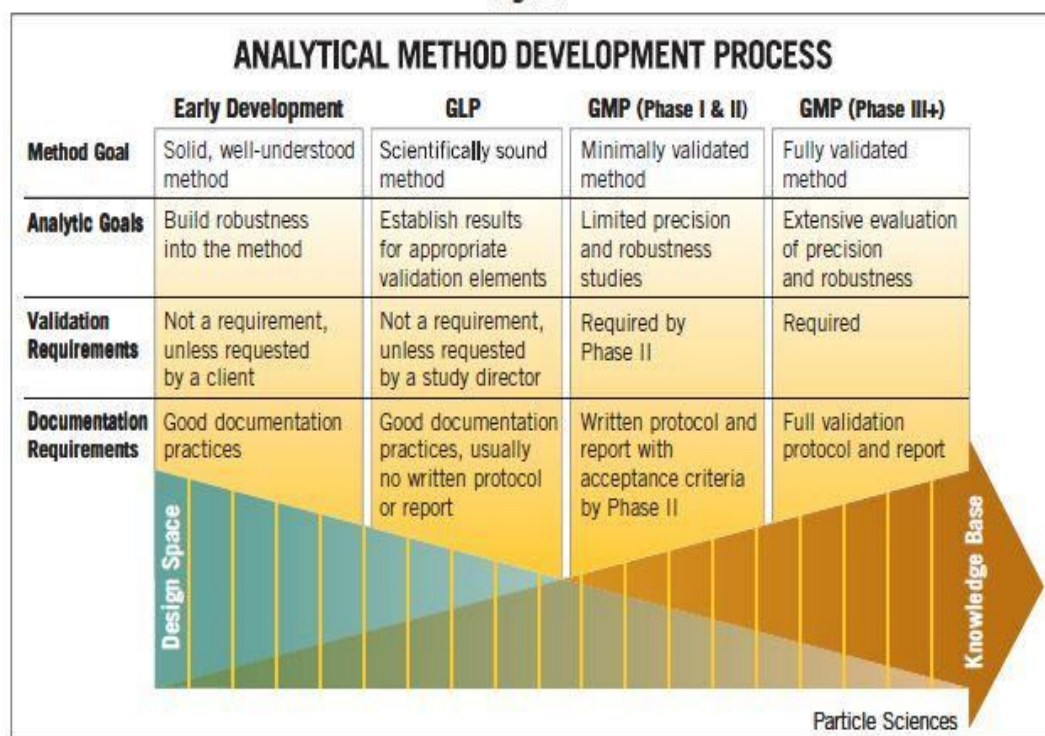 ANALYTICAL METHOD DEVELOPMENT PROCESS
Early Development GLP GMP (Phase I & II) GMP (Phase III+)
Method Goal
Solid, well-understood
method
Scientifically sound
method
Minimally validated
method
Fully validated
method
Analytic Goals
Build robustness
into the method
Establish results
for appropriate
validation elements
Limited precision
and robustness
studies
Extensive evaluation
of precision
and robustness
Validation
Requirements
Not a requirement,
unless requested
by a client
Not a requirement,
unless requested
by a study director
Required by
Phase II
Required
Documentation
Requirements
Good documentation
practices
Good documentation
practices, usually
no written protocol
or report
Written protocol and
report with
acceptance criteria
by Phase II
Full validation
protocol and report
Design Space
Knowledge Base
Particle Sciences